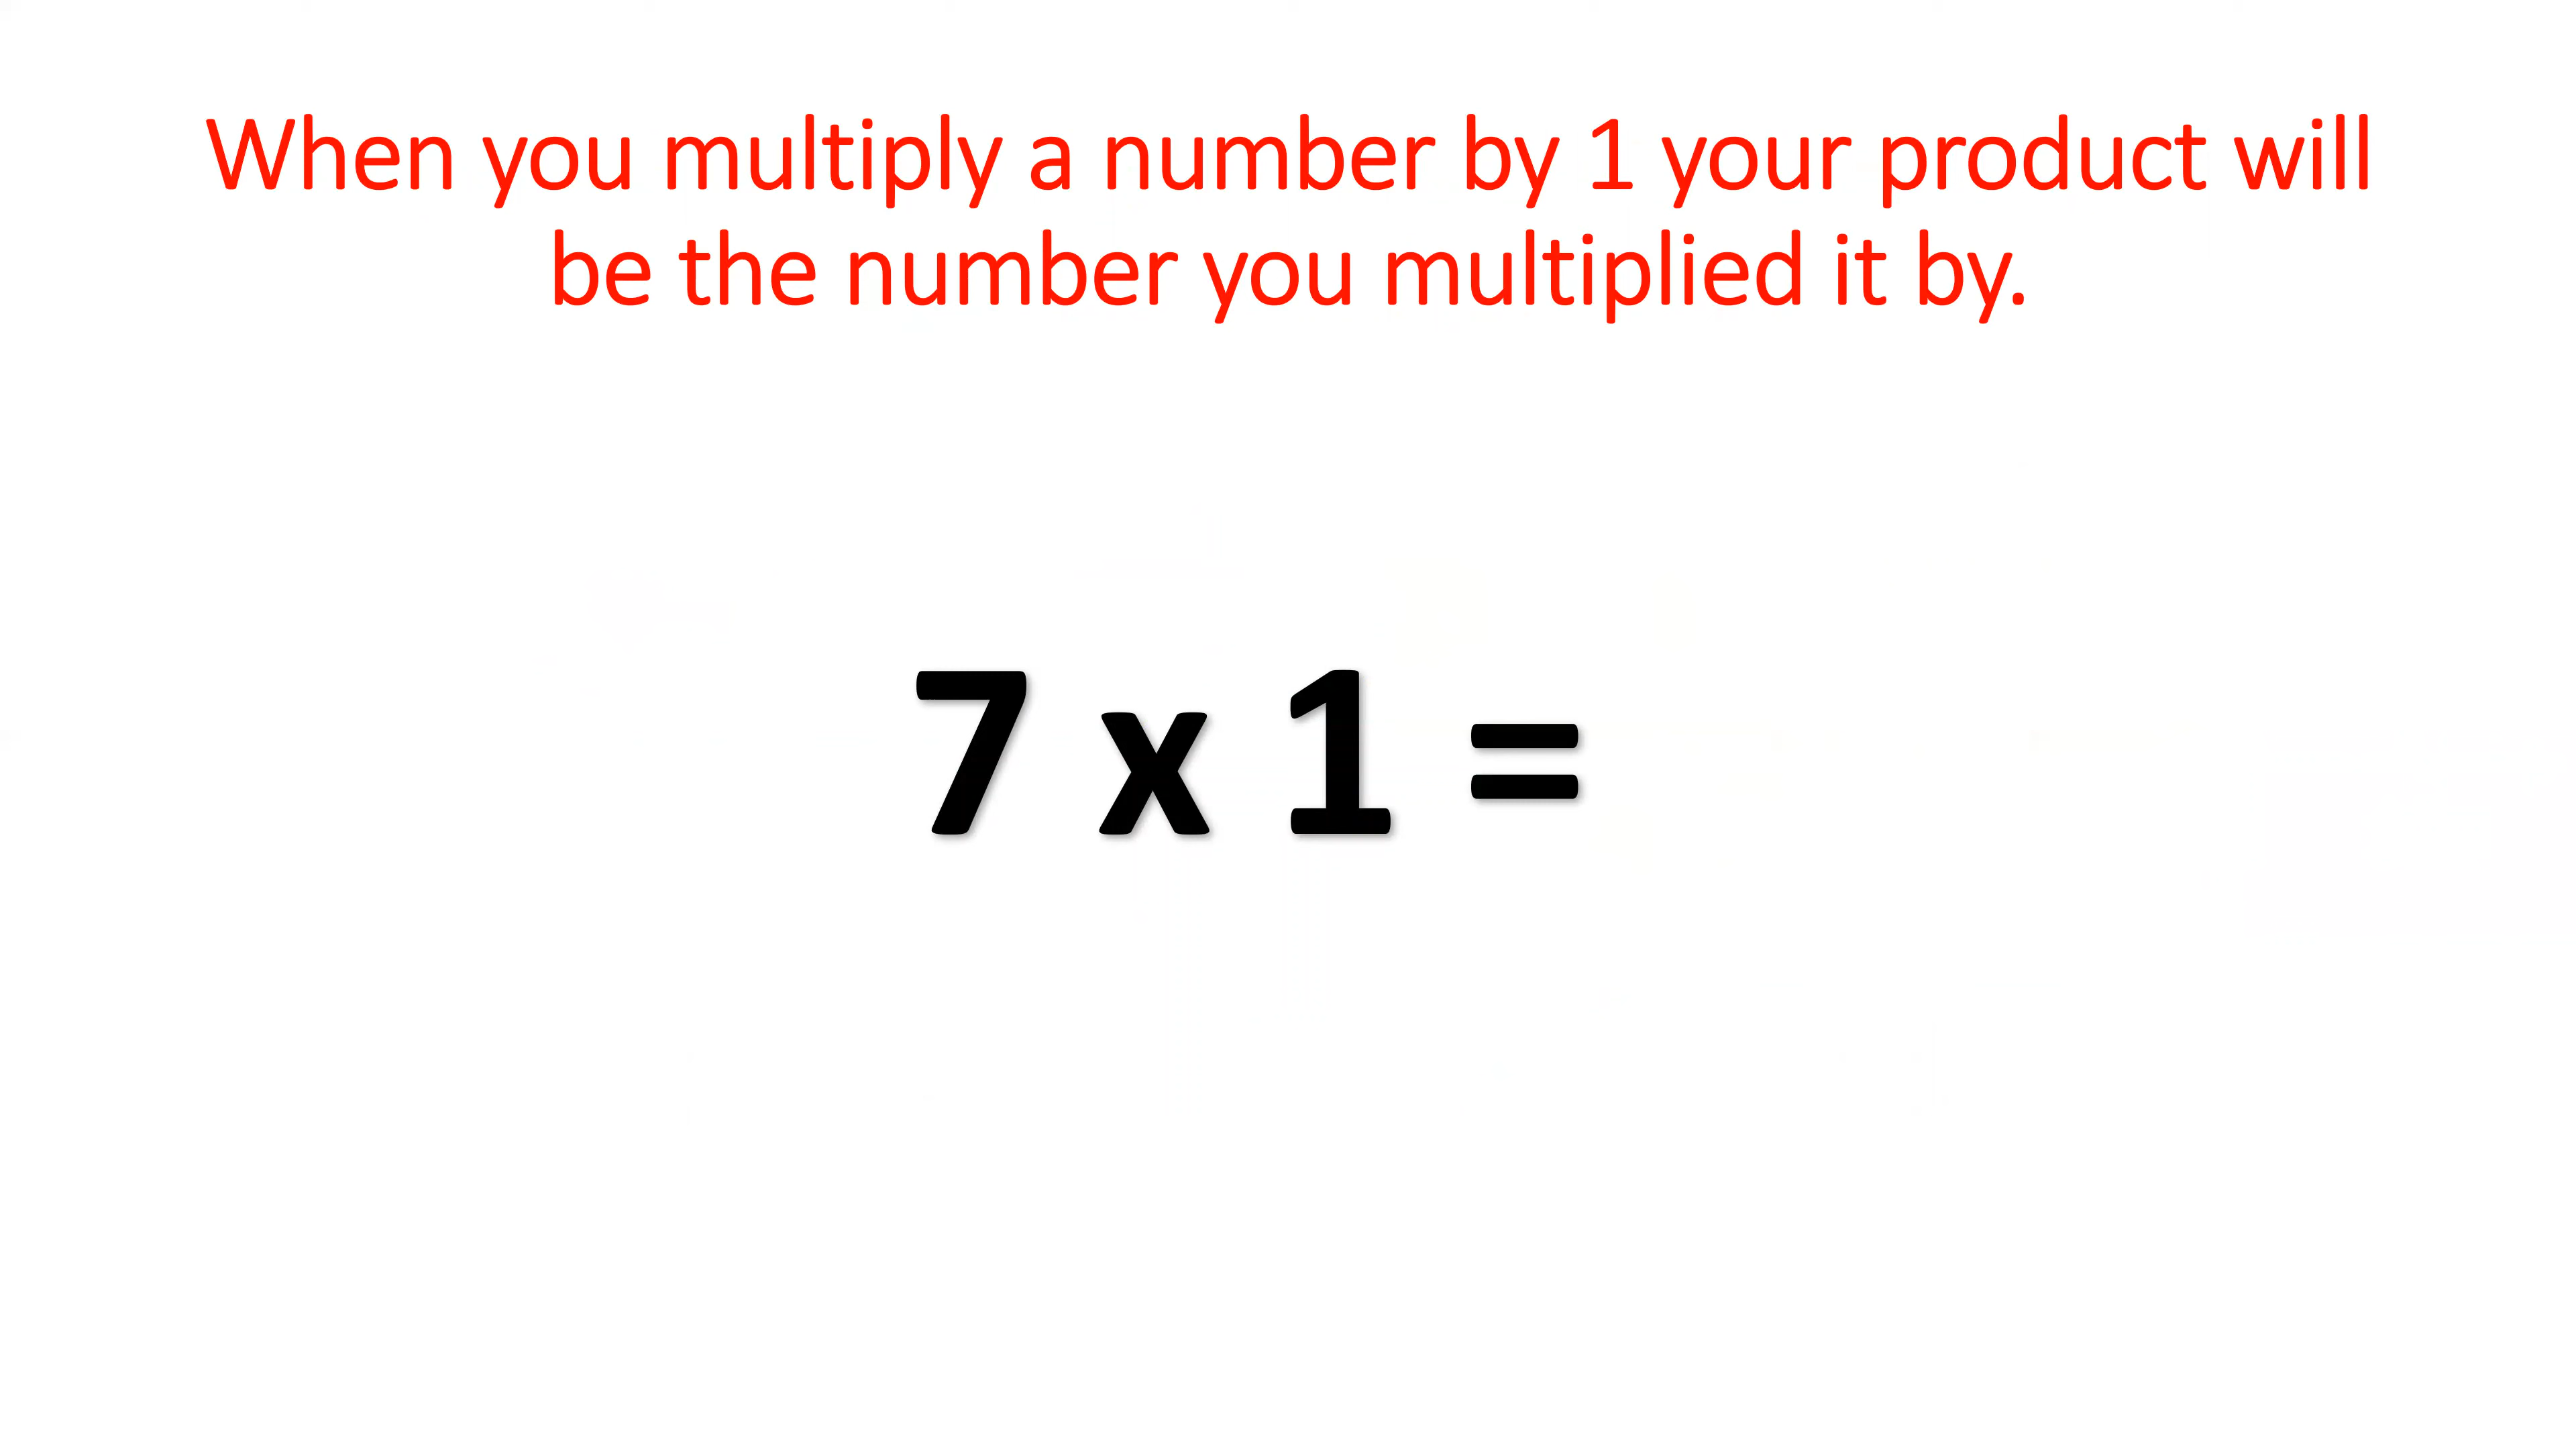 When you multiply a number by 1 your product will
be the number you multiplied it by.
7 x 1 =